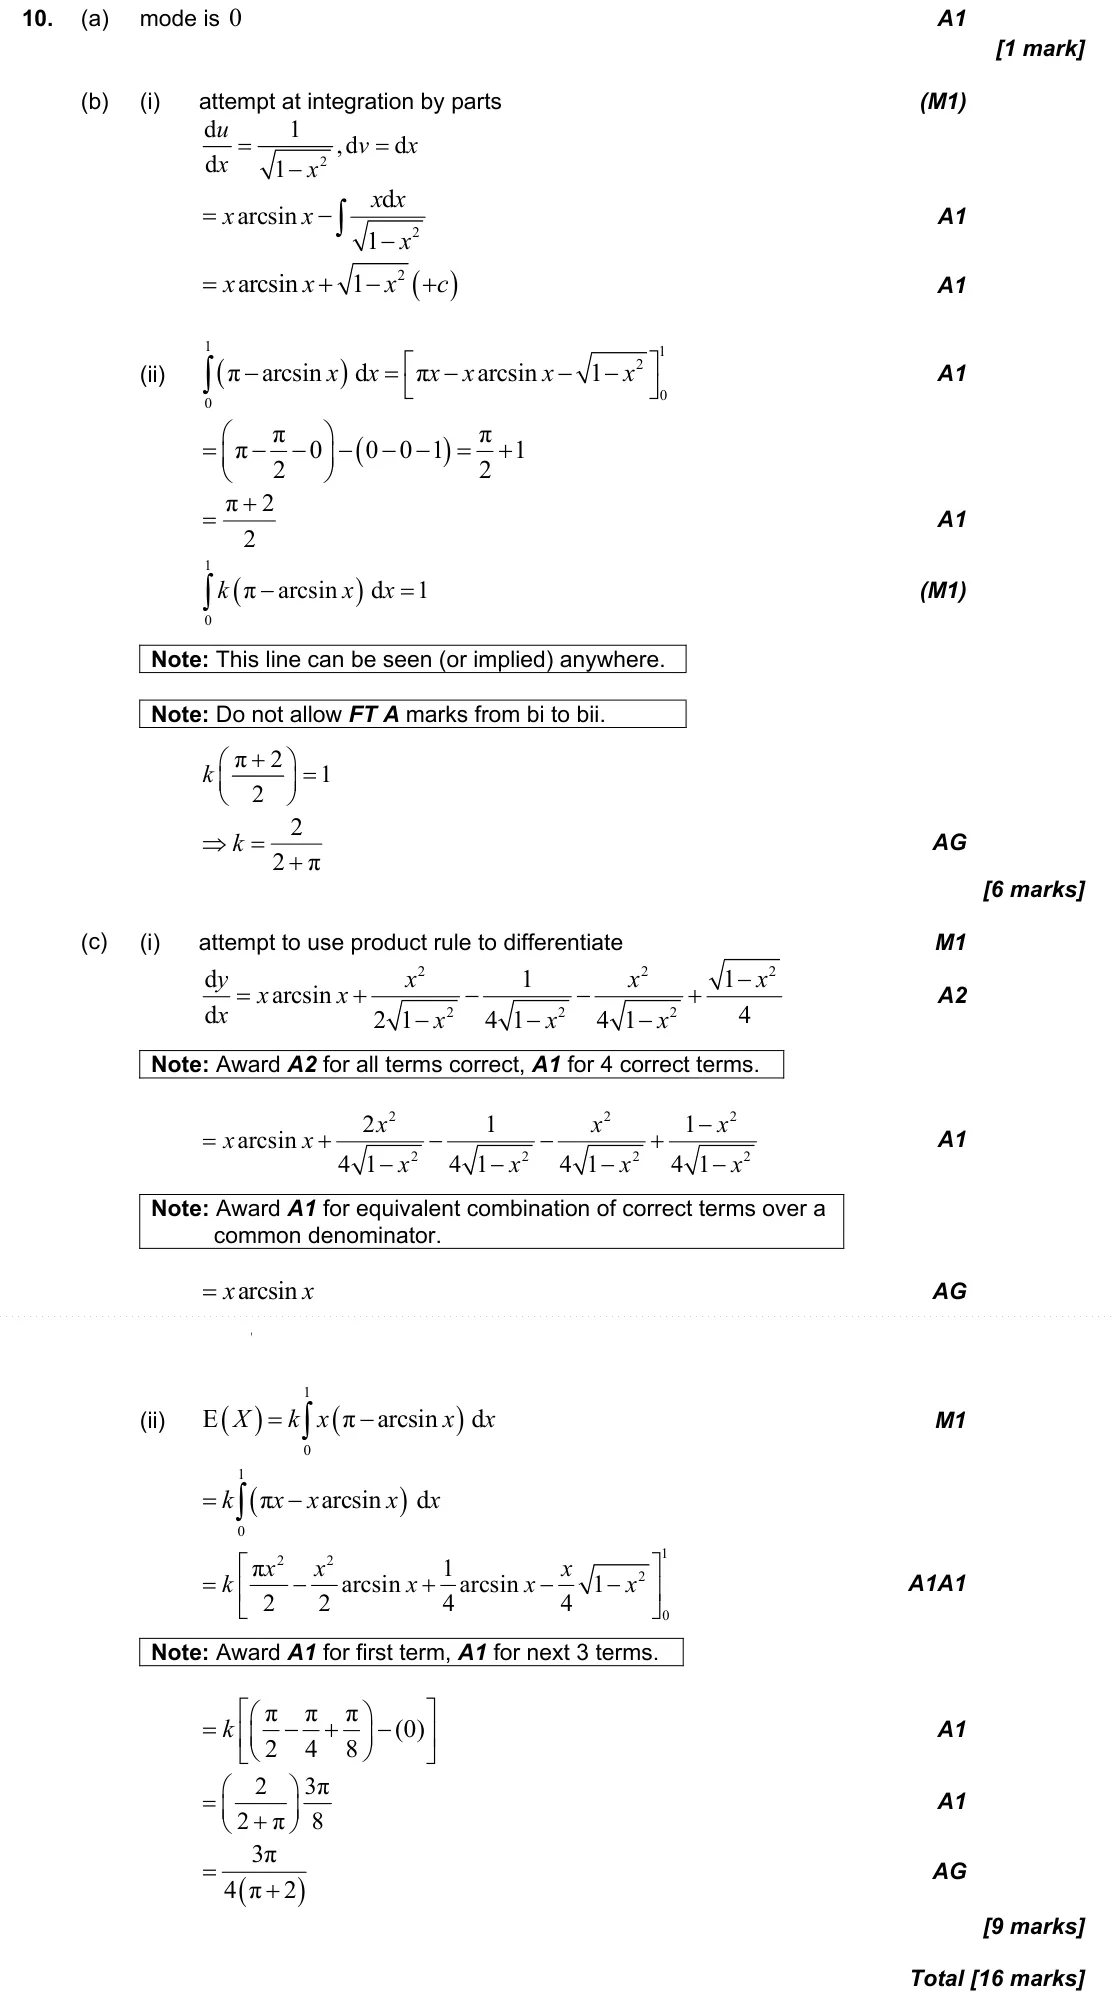 10. (a) mode is 0 A1
[1 mark]
(b) (i) attempt at integration by parts (M1)
du/dx = 1/√(1−x²), dv = dx
= x arcsin x − ∫ xdx/√(1−x²) A1
= x arcsin x + √(1−x²) (+c) A1
(ii) ∫₀¹ (π − arcsin x) dx = [πx − x arcsin x − √(1−x²)]₀¹ A1
= (π − π/2 − 0) − (0 − 0 − 1) = π/2 + 1
= (π + 2)/2 A1
∫₀¹ k(π − arcsin x) dx = 1 (M1)
Note: This line can be seen (or implied) anywhere.
Note: Do not allow FT A marks from bi to bii.
k((π + 2)/2) = 1
⇒ k = 2/(2 + π) AG
[6 marks]
(c) (i) attempt to use product rule to differentiate M1
dy/dx = x arcsin x + x²/(2√(1−x²)) − 1/(4√(1−x²)) − x²/(4√(1−x²)) + √(1−x²)/4 A2
Note: Award A2 for all terms correct, A1 for 4 correct terms.
= x arcsin x + 2x²/(4√(1−x²)) − 1/(4√(1−x²)) − x²/(4√(1−x²)) + (1−x²)/(4√(1−x²)) A1
Note: Award A1 for equivalent combination of correct terms over a
common denominator.
= x arcsin x AG
(ii) E(X) = k∫₀¹ x(π − arcsin x) dx M1
= k∫₀¹ (πx − x arcsin x) dx
= k[πx²/2 − x²/2 arcsin x + 1/4 arcsin x − x/4 √(1−x²)]₀¹ A1A1
Note: Award A1 for first term, A1 for next 3 terms.
= k[(π/2 − π/4 + π/8) − (0)] A1
= (2/(2 + π)) 3π/8 A1
= 3π/(4(π + 2)) AG
[9 marks]
Total [16 marks]